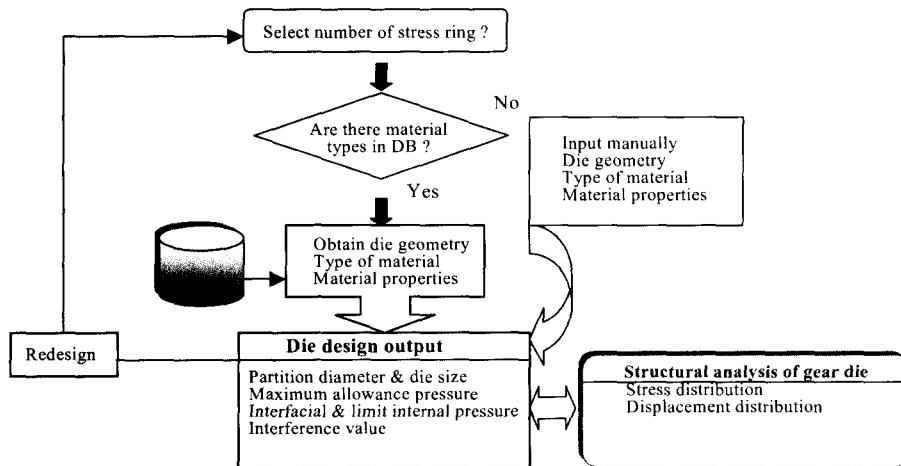 Select number of stress ring ?
No
Are there material
types in DB ?
Yes
Input manually
Die geometry
Type of material
Material properties
Obtain die geometry
Type of material
Material properties
Redesign
Die design output
Partition diameter & die size
Maximum allowance pressure
Interfacial & limit internal pressure
Interference value
Structural analysis of gear die
Stress distribution
Displacement distribution